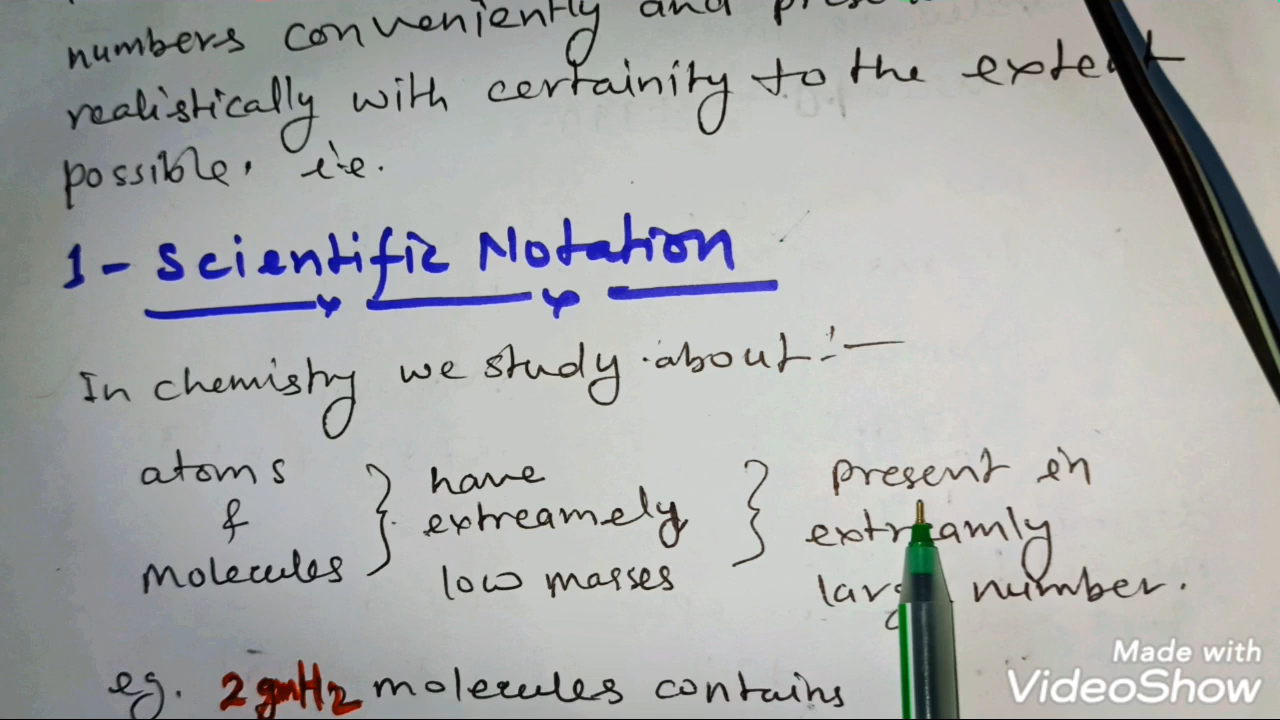 numbers conveniently and
realistically with certainity to the extent
possible. i.e.
1- Scientific Notation
In chemistry we study about :-
atoms } have } present in
& extreamely extreamly
molecules low masses large number.
eg. 2gmH2 molecules contains
Made with
VideoShow